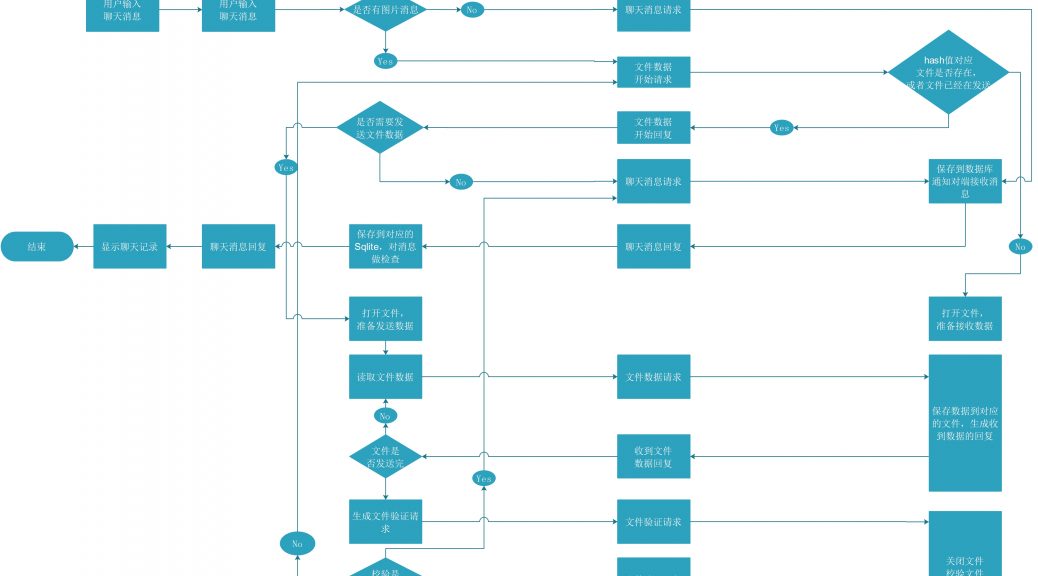 用户输入
聊天消息
用户输入
聊天消息
是否有图片消息
No
聊天消息请求
Yes
文件数据
开始请求
hash值对应
文件是否存在，
或者文件已经在发送
是否需要发
送文件数据
文件数据
开始回复
Yes
Yes
No
聊天消息请求
保存到数据库
通知对端接收消
息
结束
显示聊天记录
聊天消息回复
保存到对应的
Sqlite，对消息
做检查
聊天消息回复
No
打开文件，
准备发送数据
打开文件，
准备接收数据
读取文件数据
文件数据请求
No
保存数据到对应
的文件，生成收
到数据的回复
文件是
否发送完
收到文件
数据回复
Yes
生成文件验证请
求
文件验证请求
No
关闭文件
校验文件
校验是